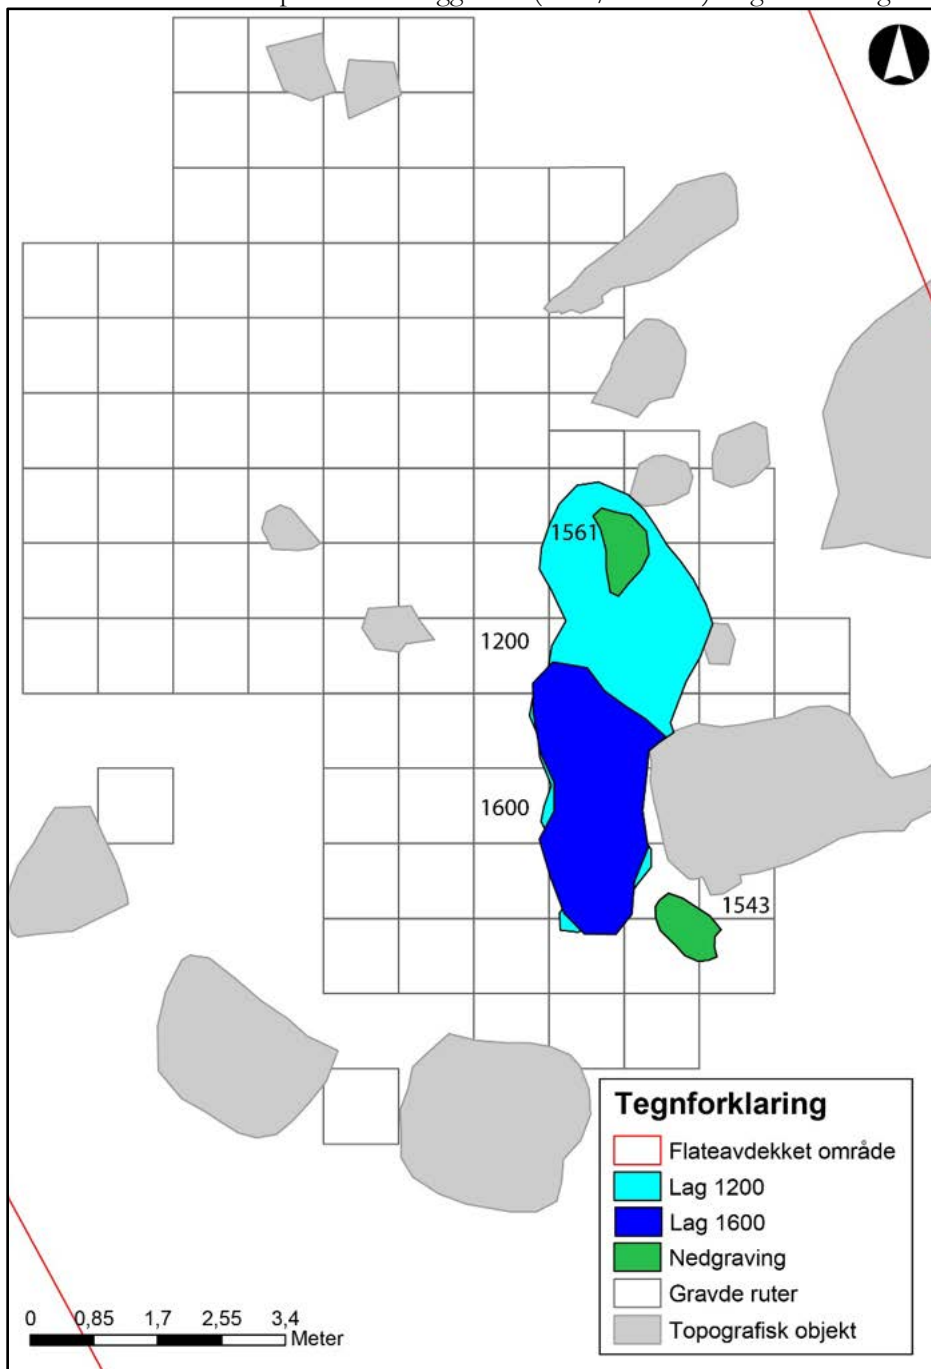 1561
1200
1600
1543
Tegnforklaring
Flateavdekket område
Lag 1200
Lag 1600
Nedgraving
Gravde ruter
Topografisk objekt
0 0,85 1,7 2,55 3,4
Meter